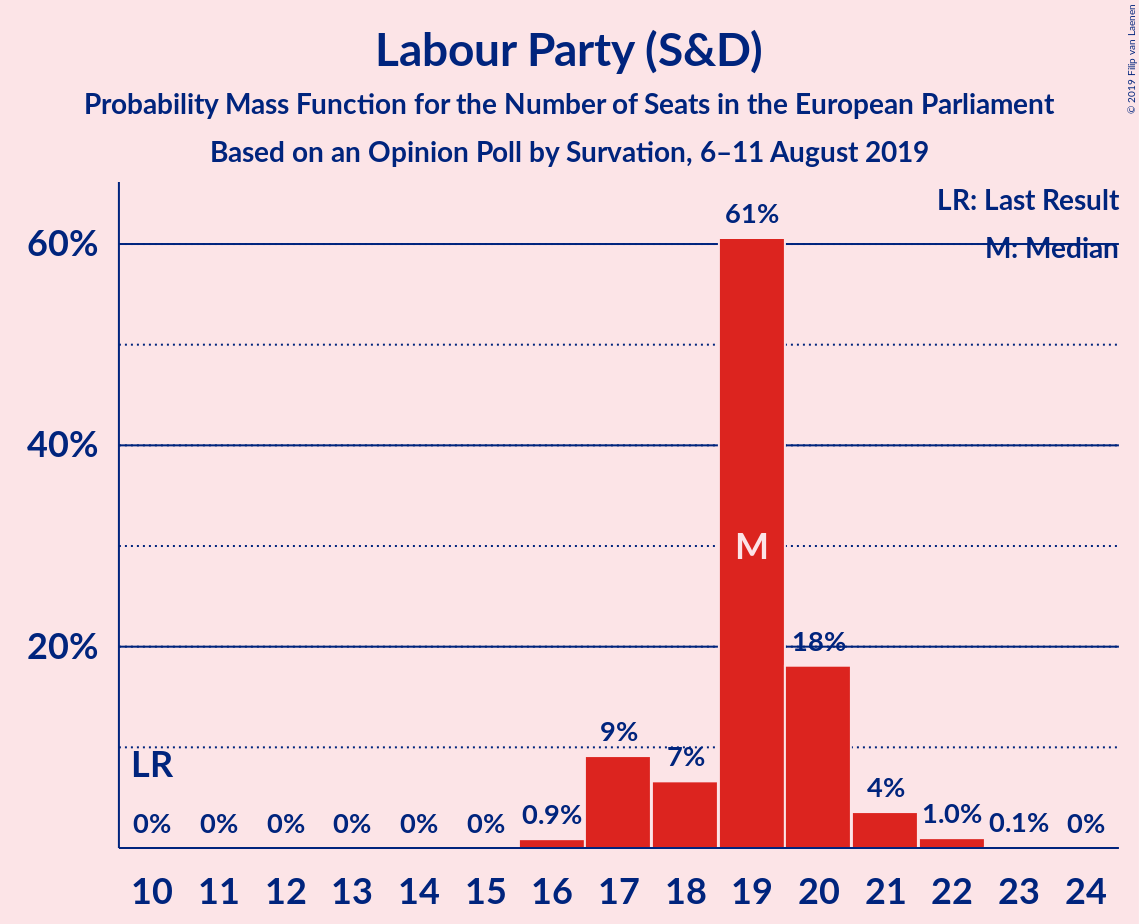 Labour Party (S&D)
Probability Mass Function for the Number of Seats in the European Parliament
Based on an Opinion Poll by Survation, 6–11 August 2019
© 2019 Filip van Laenen
LR: Last Result
M: Median
61%
60%
40%
M
20%
18%
9%
7%
LR
4%
0% 0% 0% 0% 0% 0% 0.9% 1.0% 0.1% 0%
10 11 12 13 14 15 16 17 18 19 20 21 22 23 24